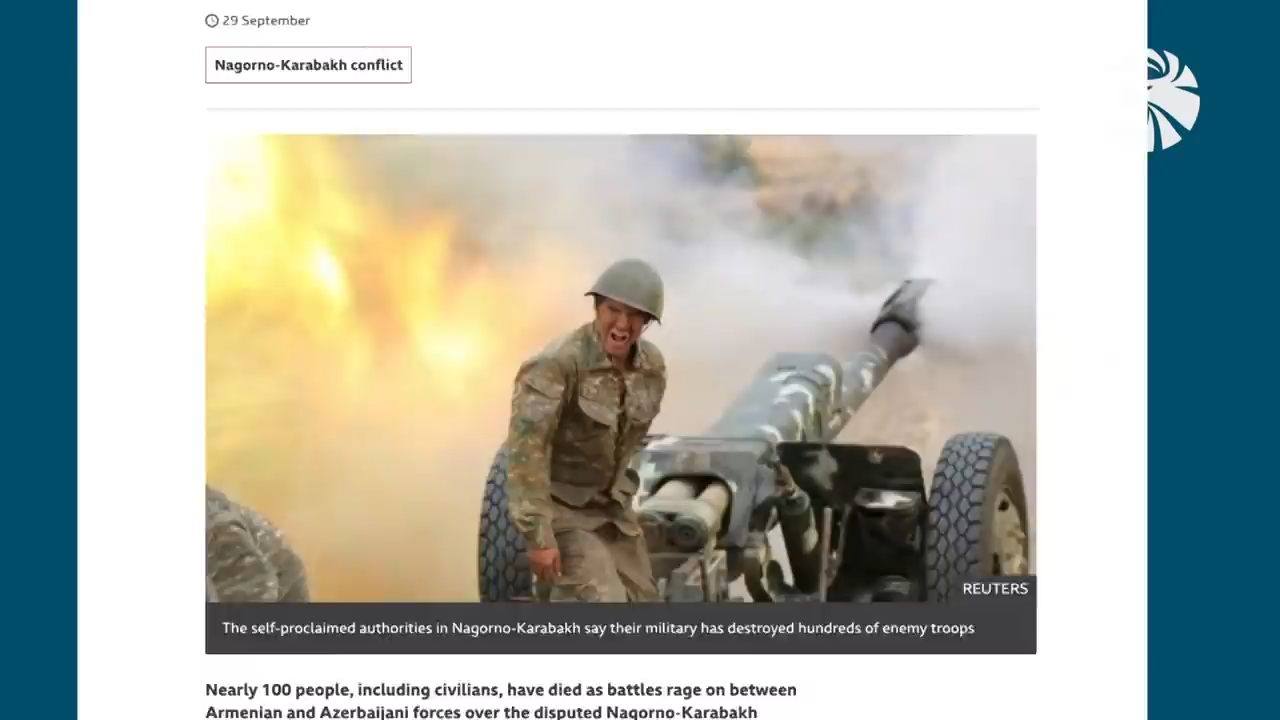 29 September
Nagorno-Karabakh conflict
REUTERS
The self-proclaimed authorities in Nagorno-Karabakh say their military has destroyed hundreds of enemy troops
Nearly 100 people, including civilians, have died as battles rage on between
Armenian and Azerbaijani forces over the disputed Nagorno-Karabakh